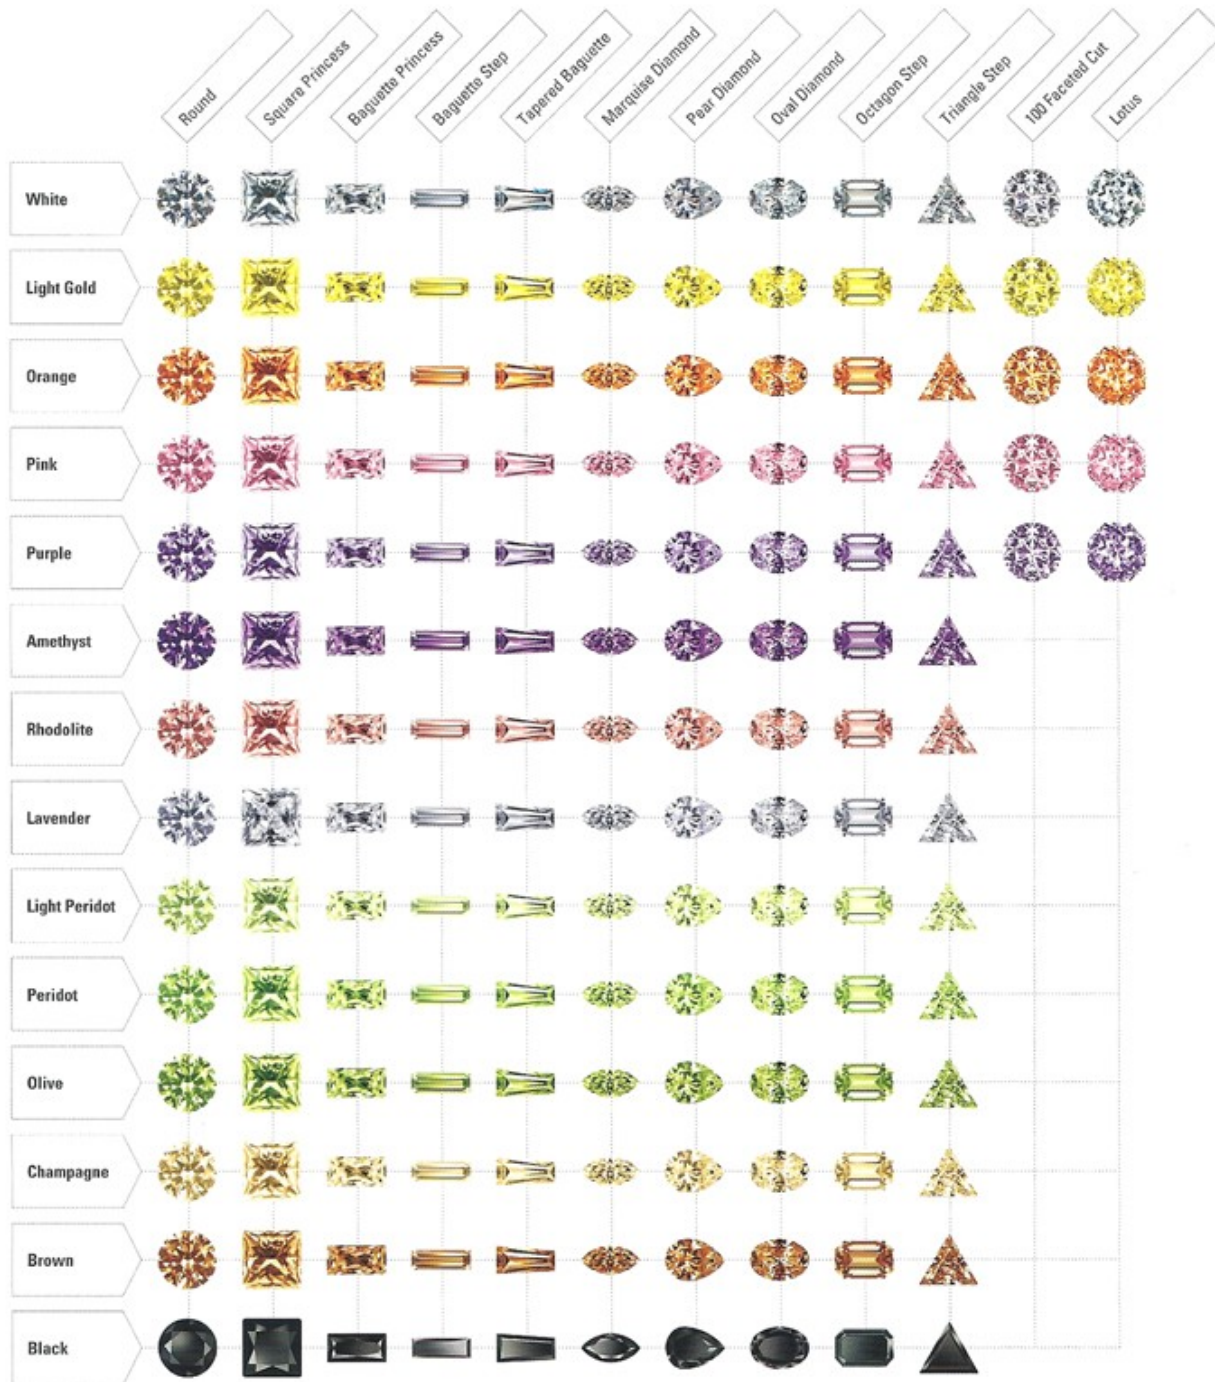 Round
Square Princess
Baguette Princess
Baguette Step
Tapered Baguette
Marquise Diamond
Pear Diamond
Oval Diamond
Octagon Step
Triangle Step
100 Faceted Cut
Lotus
White
Light Gold
Orange
Pink
Purple
Amethyst
Rhodolite
Lavender
Light Peridot
Peridot
Olive
Champagne
Brown
Black